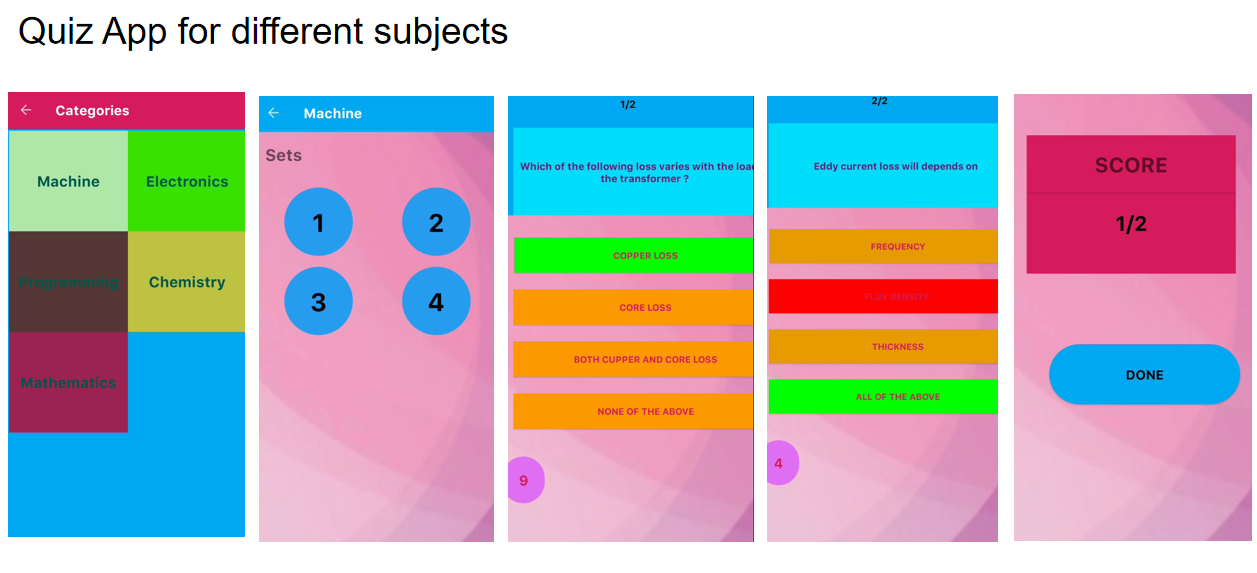 Quiz App for different subjects
Categories
Machine Electronics
Programming Chemistry
Mathematics
Machine
Sets
1 2
3 4
1/2
Which of the following loss varies with the load
the transformer ?
COPPER LOSS
CORE LOSS
BOTH CUPPER AND CORE LOSS
NONE OF THE ABOVE
9
2/2
Eddy current loss will depends on
FREQUENCY
FLUX DENSITY
THICKNESS
ALL OF THE ABOVE
4
SCORE
1/2
DONE